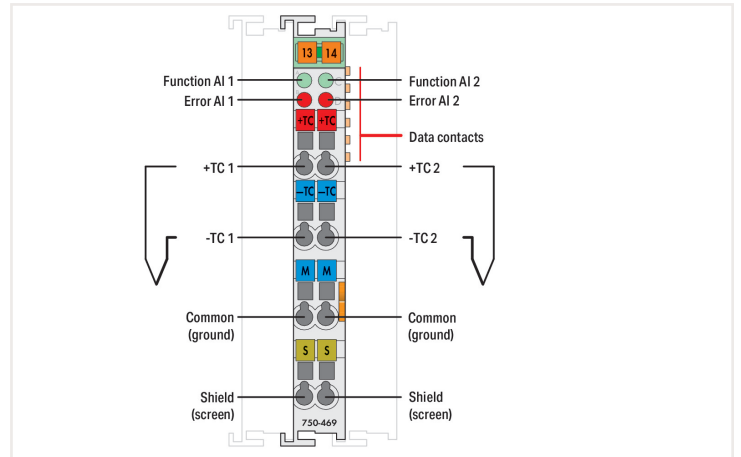 13 14
Function AI 1
Function AI 2
Error AI 1
Error AI 2
+TC +TC
Data contacts
+TC 1
+TC 2
–TC –TC
-TC 1
-TC 2
M M
Common
(ground)
Common
(ground)
S S
Shield
(screen)
Shield
(screen)
750-469